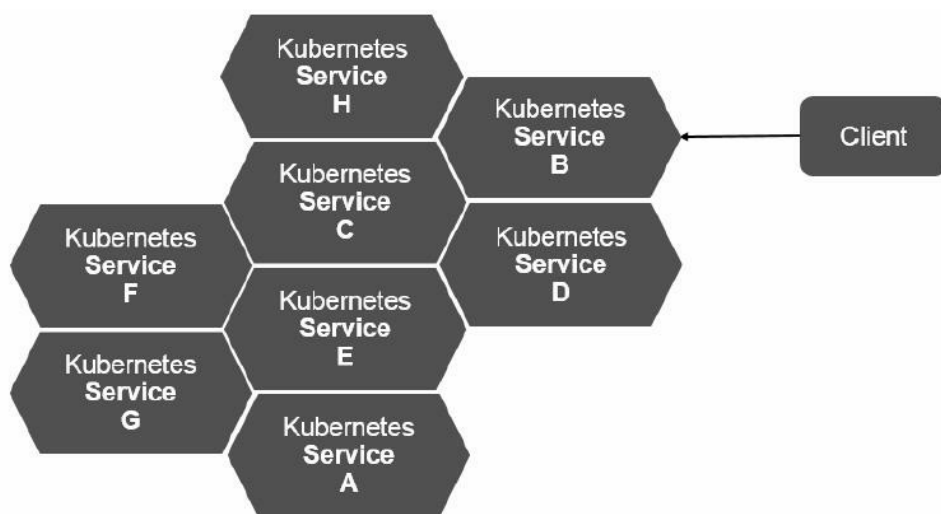 Kubernetes
Service
H
Kubernetes
Service
B
Client
Kubernetes
Service
C
Kubernetes
Service
F
Kubernetes
Service
D
Kubernetes
Service
E
Kubernetes
Service
G
Kubernetes
Service
A